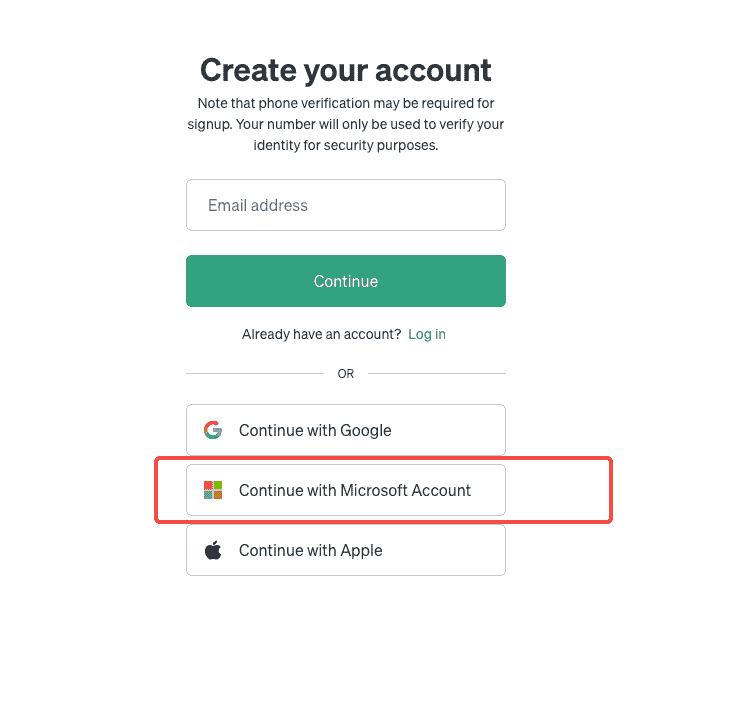 Create your account
Note that phone verification may be required for
signup. Your number will only be used to verify your
identity for security purposes.
Email address
Continue
Already have an account? Log in
OR
Continue with Google
Continue with Microsoft Account
Continue with Apple